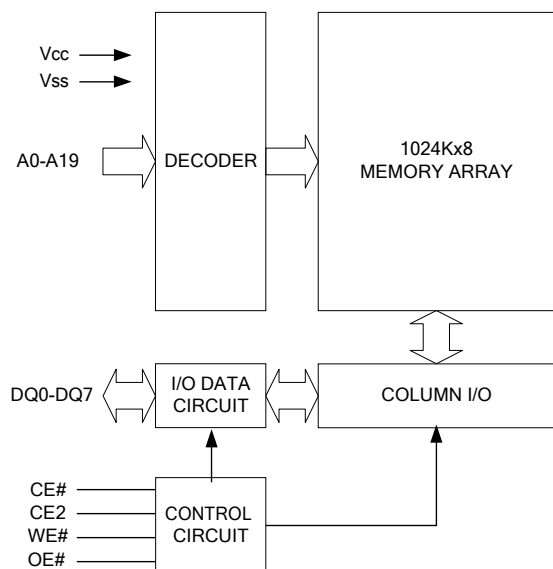 Vcc
Vss
A0-A19
DECODER
1024Kx8
MEMORY ARRAY
DQ0-DQ7
I/O DATA
CIRCUIT
COLUMN I/O
CE#
CE2
WE#
OE#
CONTROL
CIRCUIT